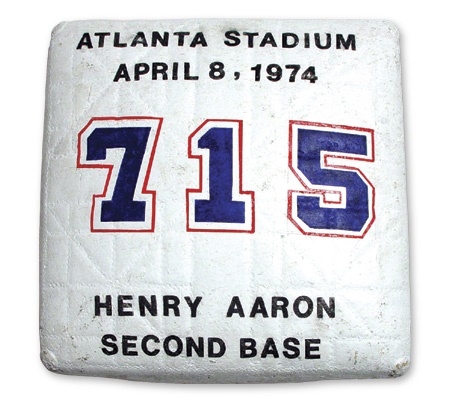 ATLANTA STADIUM
APRIL 8, 1974
715
HENRY AARON
SECOND BASE